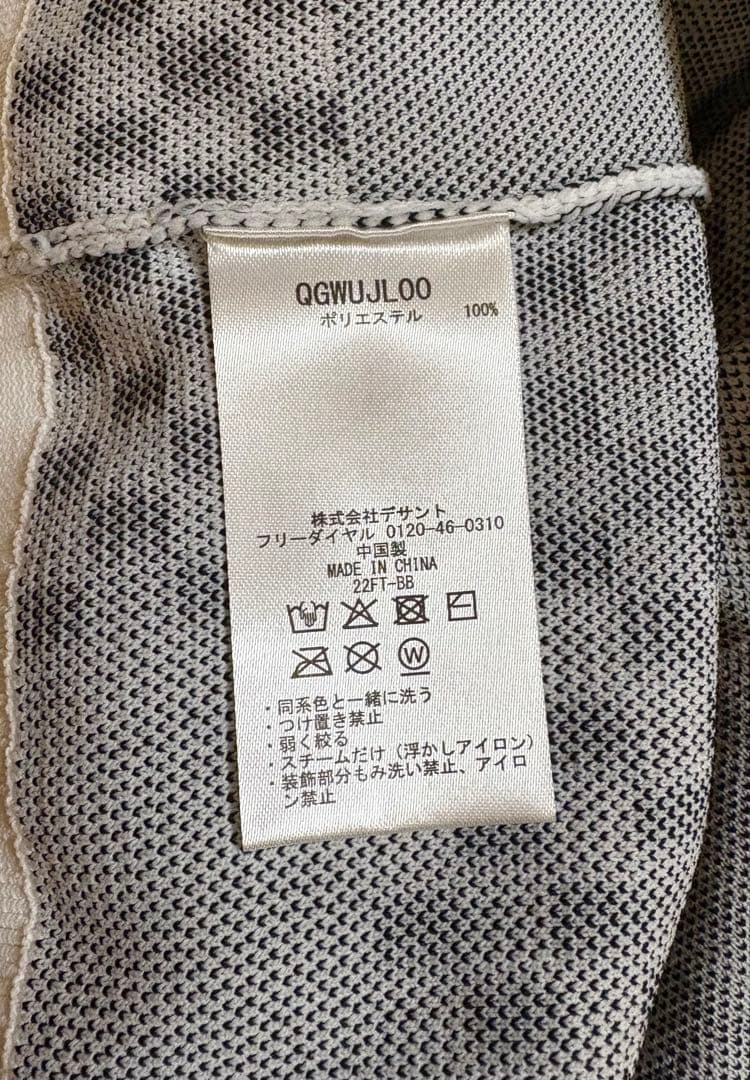 QGWUJL00
ポリエステル 100%
株式会社デサント
フリーダイヤル 0120-46-0310
中国製
MADE IN CHINA
22FT-BB
W
・同系色と一緒に洗う
・つけ置き禁止
・弱く絞る
・スチームだけ（浮かしアイロン）
・装飾部分もみ洗い禁止、アイロ
ン禁止